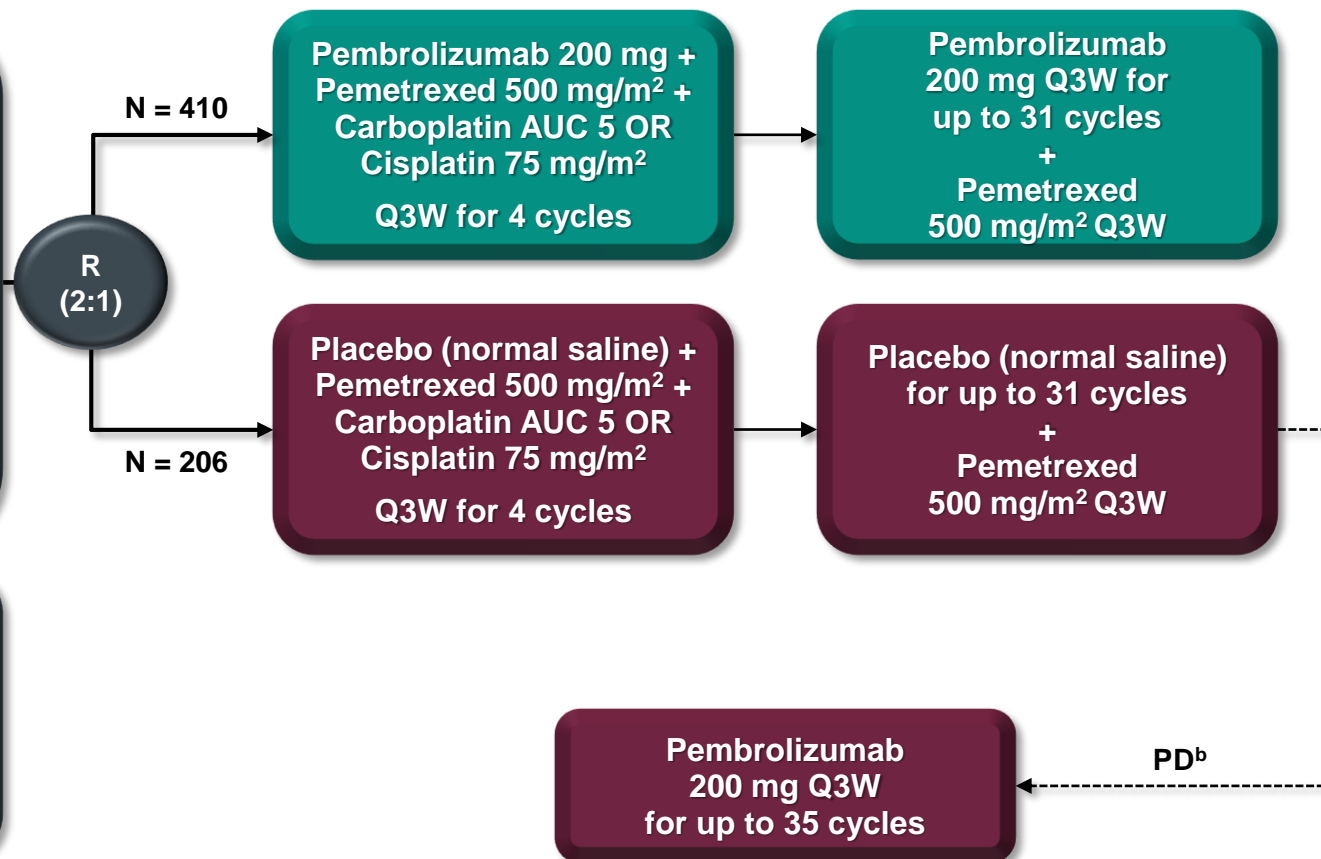 N = 410
Pembrolizumab 200 mg +
Pemetrexed 500 mg/m² +
Carboplatin AUC 5 OR
Cisplatin 75 mg/m²
Q3W for 4 cycles
Pembrolizumab
200 mg Q3W for
up to 31 cycles
+
Pemetrexed
500 mg/m² Q3W
R
(2:1)
N = 206
Placebo (normal saline) +
Pemetrexed 500 mg/m² +
Carboplatin AUC 5 OR
Cisplatin 75 mg/m²
Q3W for 4 cycles
Placebo (normal saline)
for up to 31 cycles
+
Pemetrexed
500 mg/m² Q3W
Pembrolizumab
200 mg Q3W
for up to 35 cycles
PDᵇ